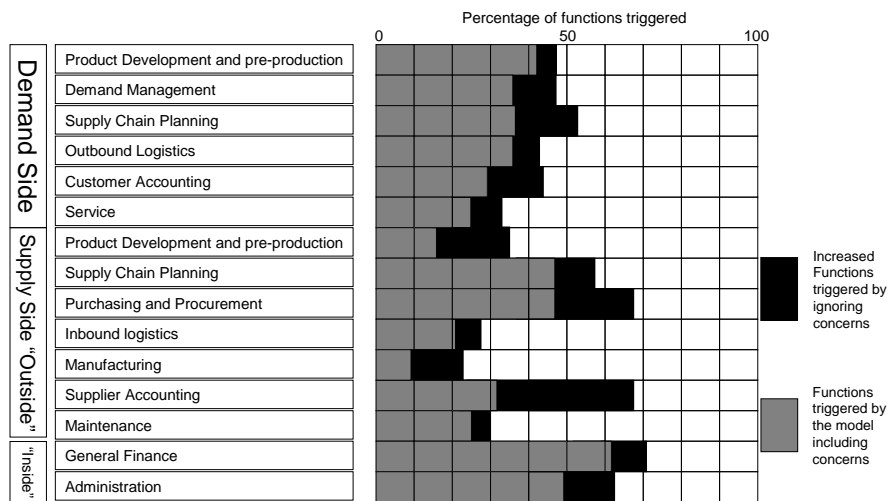 Percentage of functions triggered
0 50 100
Demand Side
Product Development and pre-production
Demand Management
Supply Chain Planning
Outbound Logistics
Customer Accounting
Service
Supply Side "Outside"
Product Development and pre-production
Supply Chain Planning
Purchasing and Procurement
Inbound logistics
Manufacturing
Supplier Accounting
Maintenance
"Inside"
General Finance
Administration
Increased
Functions
triggered by
ignoring
concerns
Functions
triggered by
the model
including
concerns